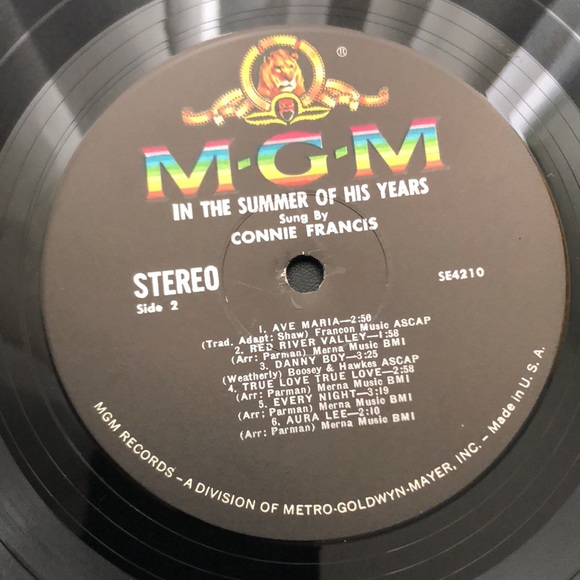 ®
M-G-M
IN THE SUMMER OF HIS YEARS
Sung By
CONNIE FRANCIS
STEREO
Side 2
SE4210
1. AVE MARIA—2:50
(Trad. Adapt: Shaw) Francon Music ASCAP
2. RED RIVER VALLEY—1:58
(Arr: Parman) Merna Music BMI
3. DANNY BOY—3:25
(Weatherly) Boosey & Hawkes ASCAP
4. TRUE LOVE TRUE LOVE—2:58
(Arr: Parman) Merna Music BMI
5. EVERY NIGHT—3:19
(Arr: Parman) Merna Music BMI
6. AURA LEE—2:10
(Arr: Parman) Merna Music BMI
MGM RECORDS – A DIVISION OF METRO-GOLDWYN-MAYER, INC. – Made in U.S.A.